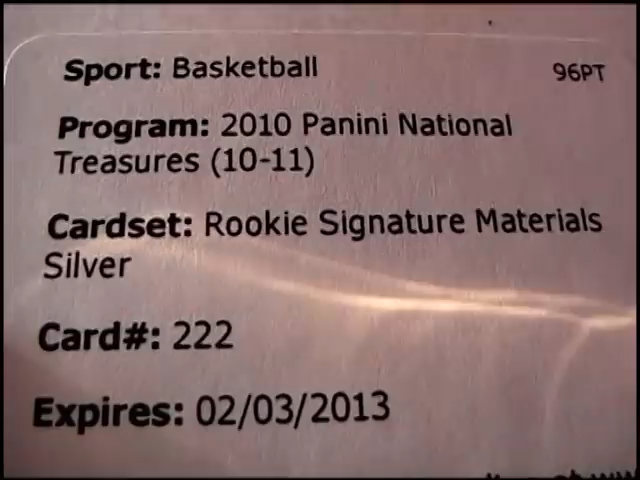 Sport: Basketball
96PT
Program: 2010 Panini National
Treasures (10-11)
Cardset: Rookie Signature Materials
Silver
Card#: 222
Expires: 02/03/2013